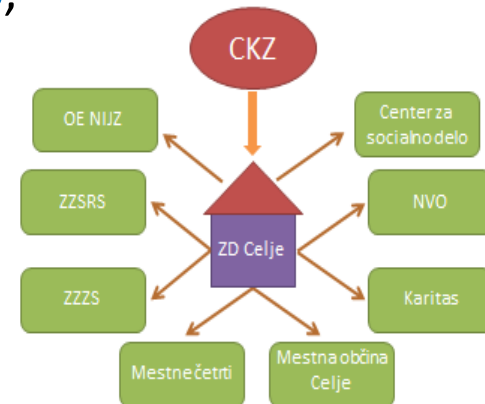 CKZ
OE NIJZ
Center za
socialno delo
ZZSRS
NVO
ZD Celje
ZZZS
Karitas
Mestne četrti
Mestna občina
Celje